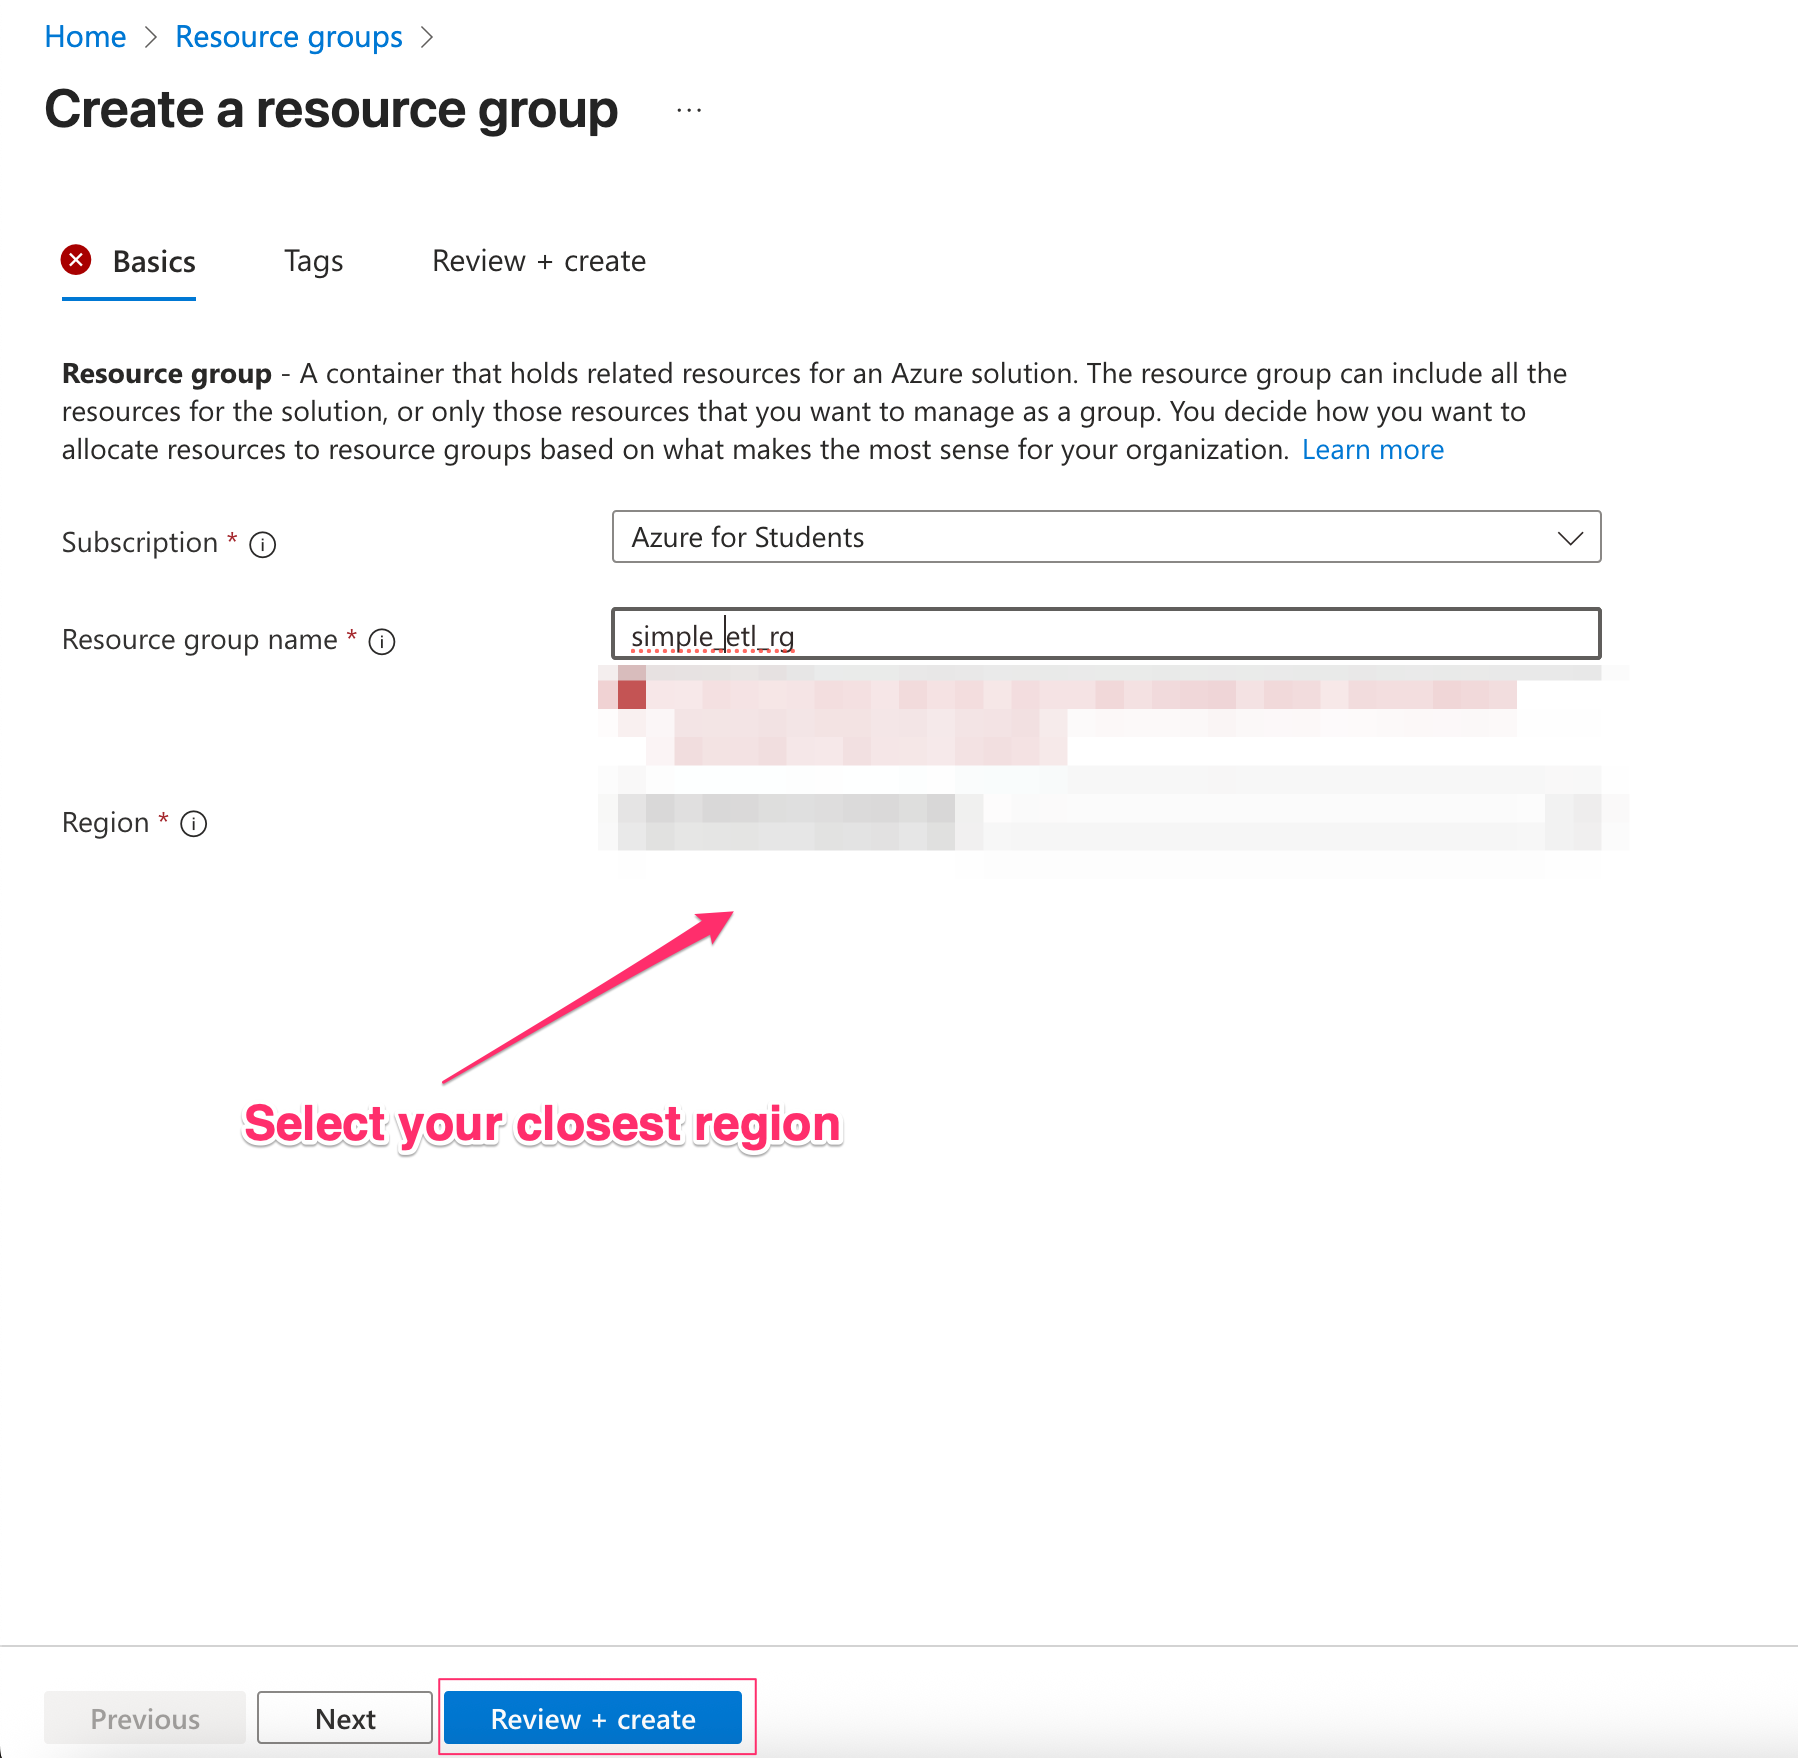 Home > Resource groups >
Create a resource group ...
Basics Tags Review + create
Resource group - A container that holds related resources for an Azure solution. The resource group can include all the
resources for the solution, or only those resources that you want to manage as a group. You decide how you want to
allocate resources to resource groups based on what makes the most sense for your organization. Learn more
Subscription * Azure for Students
Resource group name * simple_etl_rg
Region *
Select your closest region
Previous Next Review + create